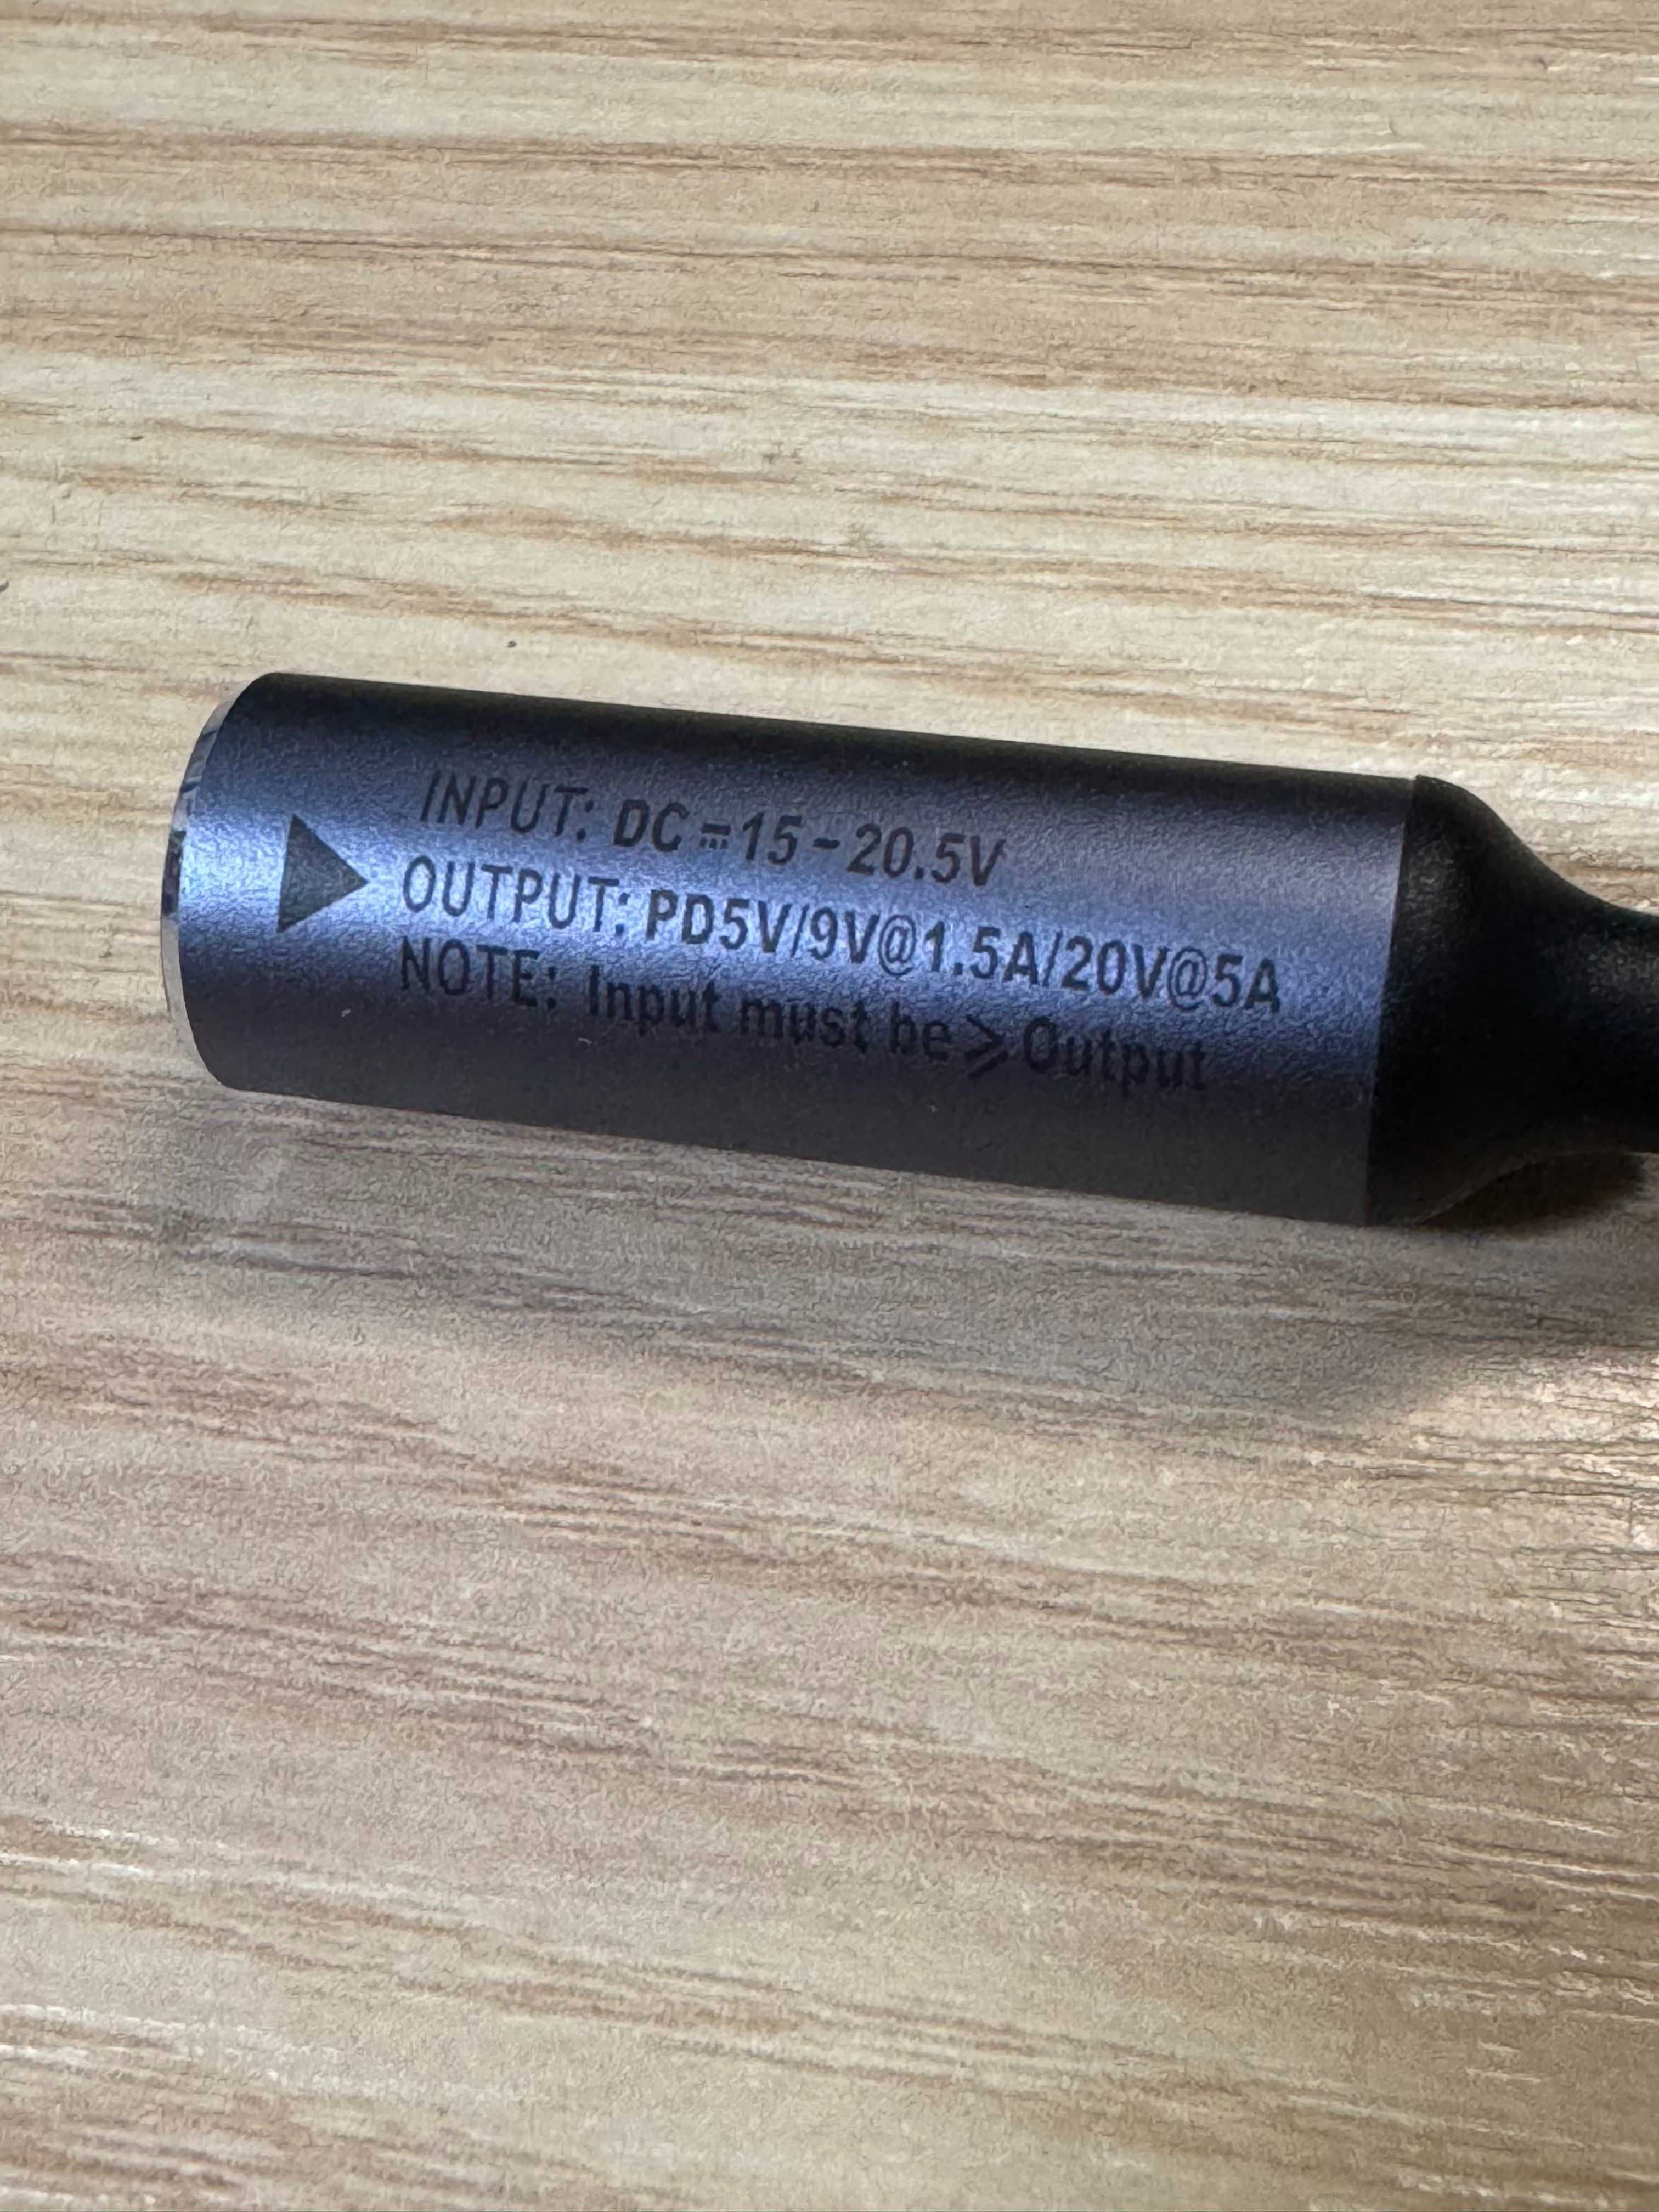 INPUT: DC⎓15-20.5V
OUTPUT: PD5V/9V@1.5A/20V@5A
NOTE: Input must be ⩾ Output